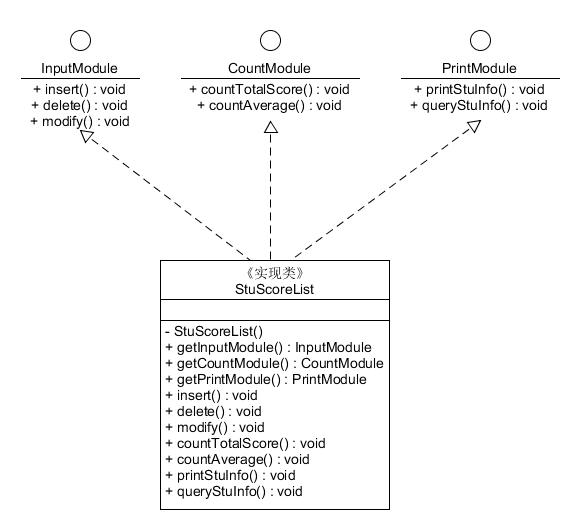 InputModule
+ insert() : void
+ delete() : void
+ modify() : void
CountModule
+ countTotalScore() : void
+ countAverage() : void
PrintModule
+ printStuInfo() : void
+ queryStuInfo() : void
《实现类》
StuScoreList
- StuScoreList()
+ getInputModule() : InputModule
+ getCountModule() : CountModule
+ getPrintModule() : PrintModule
+ insert() : void
+ delete() : void
+ modify() : void
+ countTotalScore() : void
+ countAverage() : void
+ printStuInfo() : void
+ queryStuInfo() : void